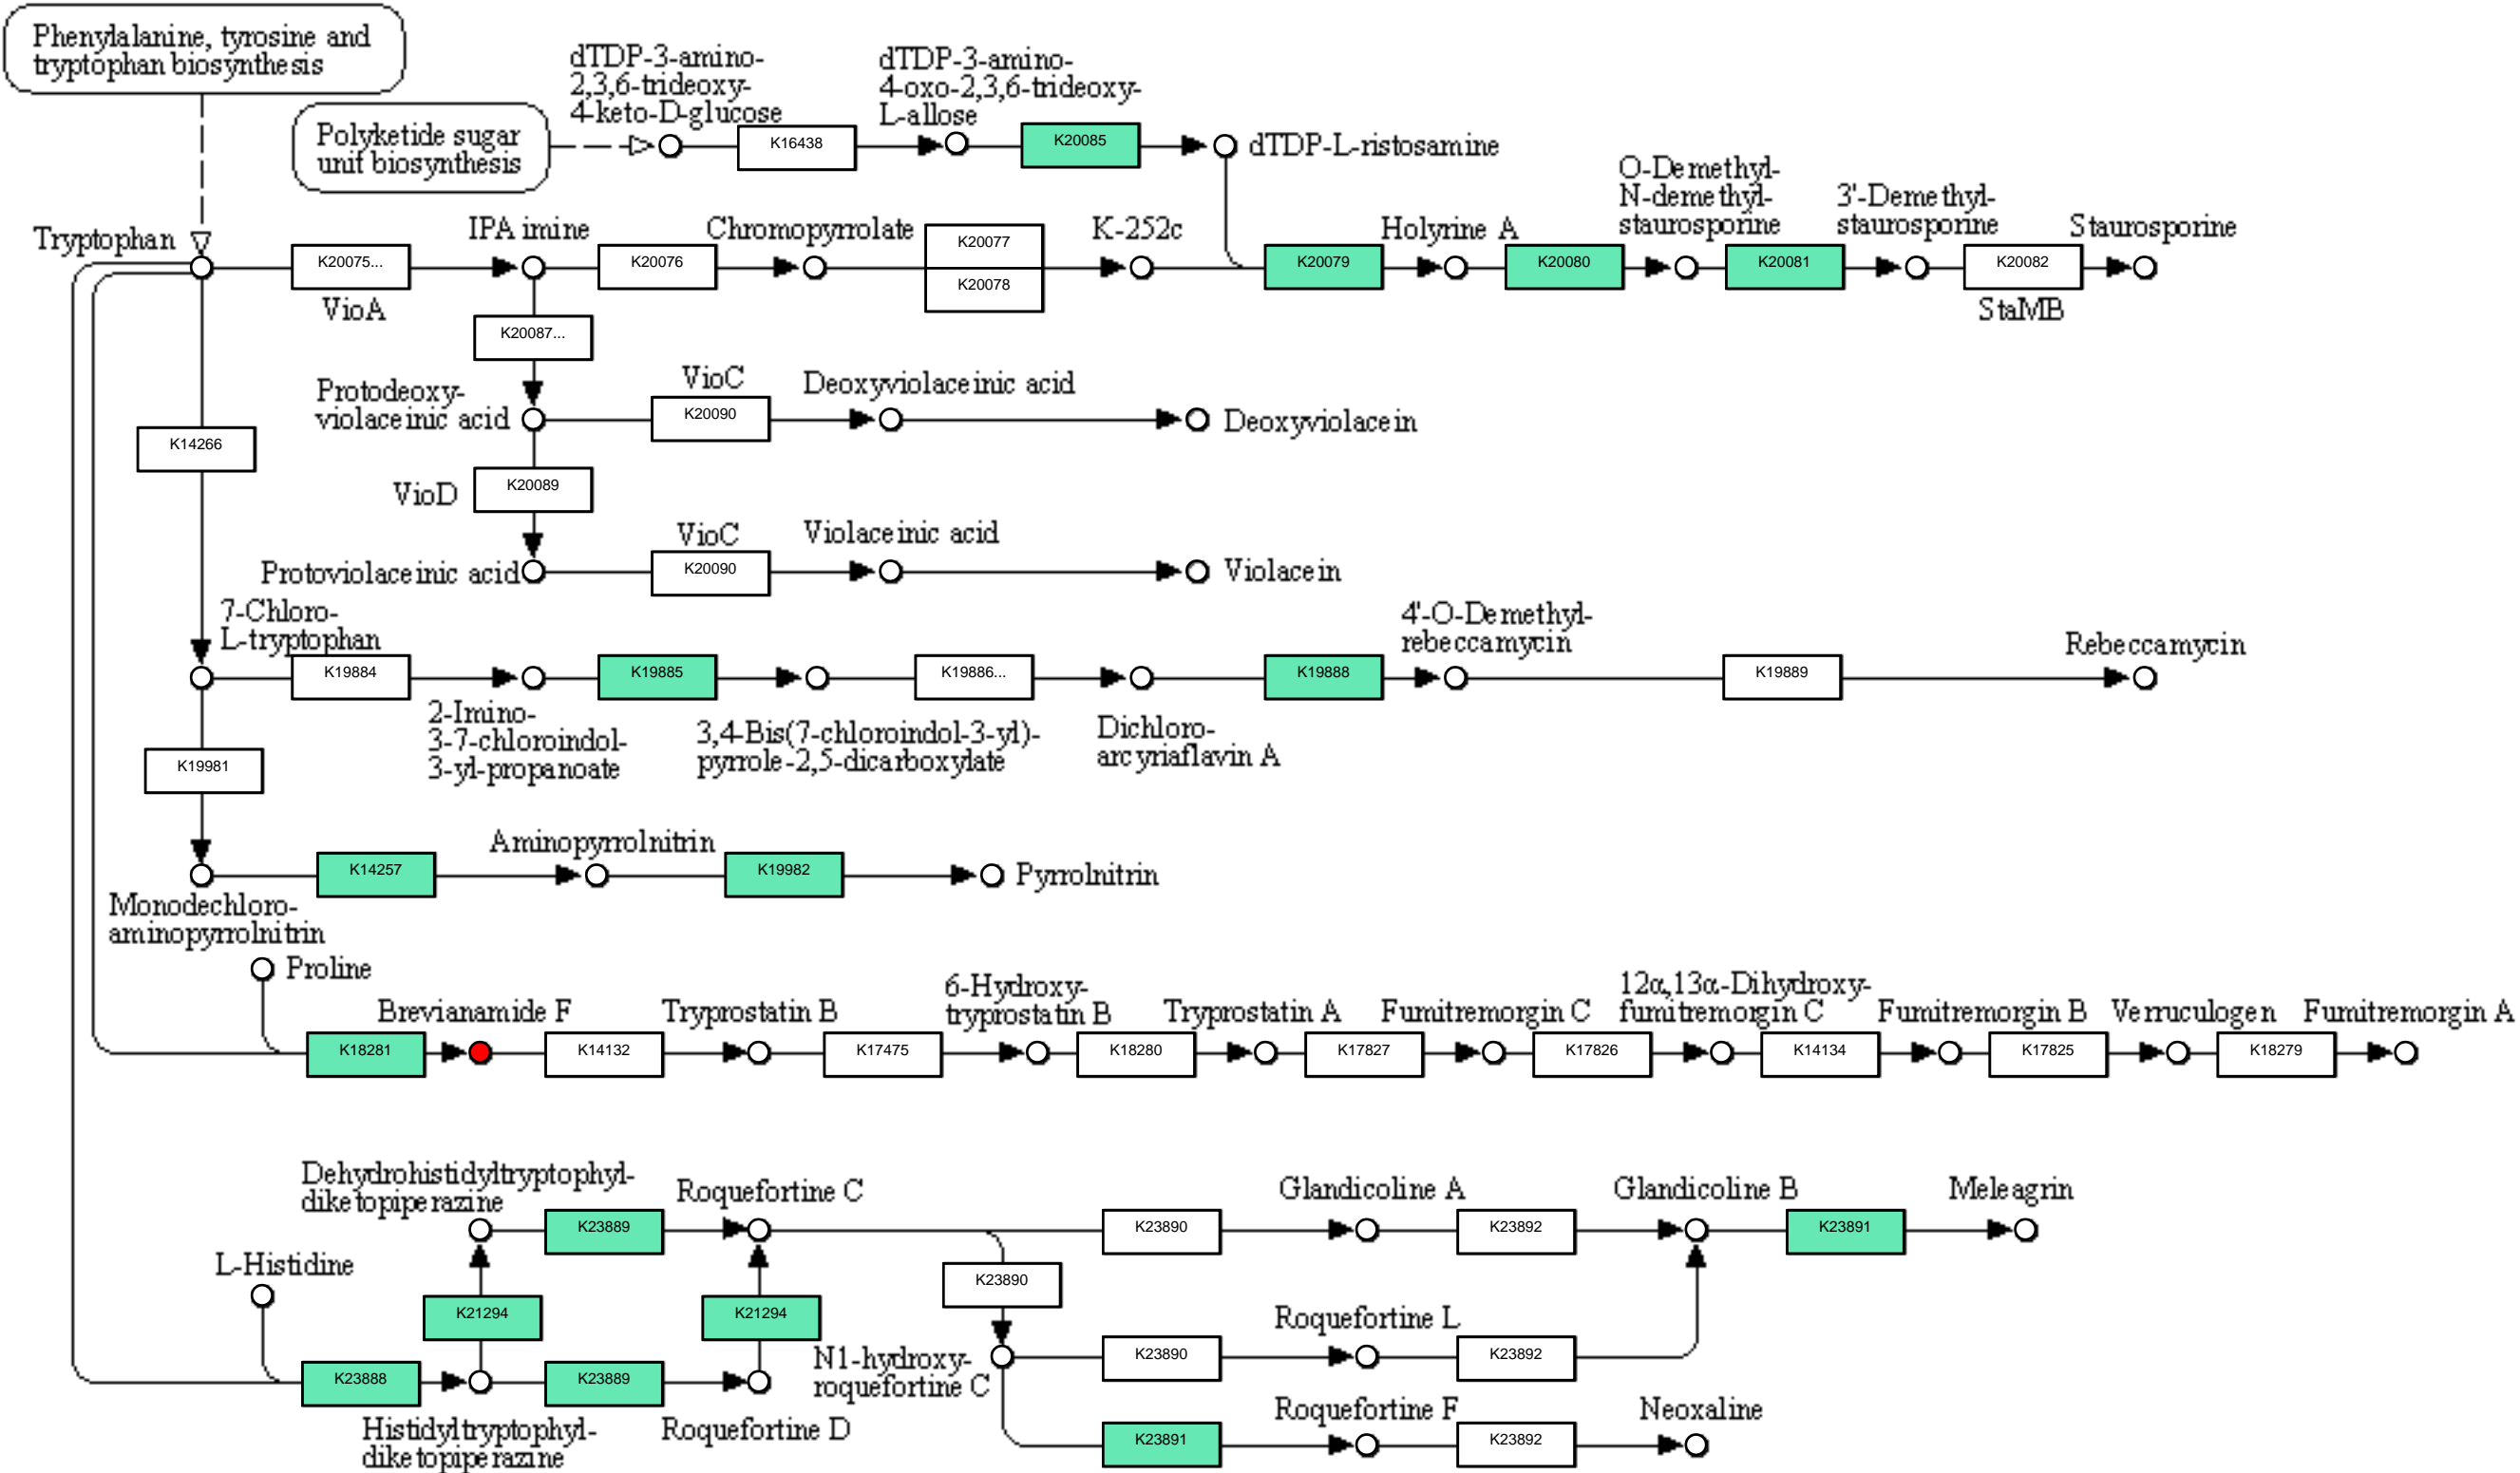 Phenylalanine, tyrosine and
tryptophan biosynthesis
dTDP-3-amino-
2,3,6-trideoxy-
4-keto-D-glucose
dTDP-3-amino-
4-oxo-2,3,6-trideoxy-
L-allose
Polyketide sugar
unit biosynthesis
K16438
K20085
dTDP-L-ristosamine
Tryptophan
K20075...
VioA
IPA imine
K20076
Chromopyrrolate
K20077
K20078
K-252c
K20079
Holyrine A
K20080
O-Demethyl-
N-demethyl-
staurosporine
K20081
3'-Demethyl-
staurosporine
K20082
StaMB
Staurosporine
K20087...
Protodeoxy-
violaceinic acid
VioC
K20090
Deoxyviolaceinic acid
Deoxyviolacein
K14266
VioD
K20089
Protoviolaceinic acid
VioC
K20090
Violaceinic acid
Violacein
7-Chloro-
L-tryptophan
K19884
2-Imino-
3-7-chloroindol-
3-yl-propanoate
K19885
3,4-Bis(7-chloroindol-3-yl)-
pyrrole-2,5-dicarboxylate
K19886...
Dichloro-
arcyriaflavin A
K19888
4'-O-Demethyl-
rebeccamycin
K19889
Rebeccamycin
K19981
Monodechloro-
aminopyrrolnitrin
K14257
Aminopyrrolnitrin
K19982
Pyrrolnitrin
Proline
K18281
Brevianamide F
K14132
Tryprostatin B
K17475
6-Hydroxy-
tryprostatin B
K18280
Tryprostatin A
K17827
Fumitremorgin C
K17826
12α,13α-Dihydroxy-
fumitremorgin C
K14134
Fumitremorgin B
K17825
Verruculogen
K18279
Fumitremorgin A
Dehydrohistidyltryptophyl-
diketopiperazine
K23889
Roquefortine C
K23890
Glandicoline A
K23892
Glandicoline B
K23891
Meleagrin
L-Histidine
K21294
K21294
K23890
K23888
Histidyltryptophyl-
diketopiperazine
K23889
Roquefortine D
N1-hydroxy-
roquefortine C
K23890
Roquefortine L
K23892
K23891
Roquefortine F
K23892
Neoxaline